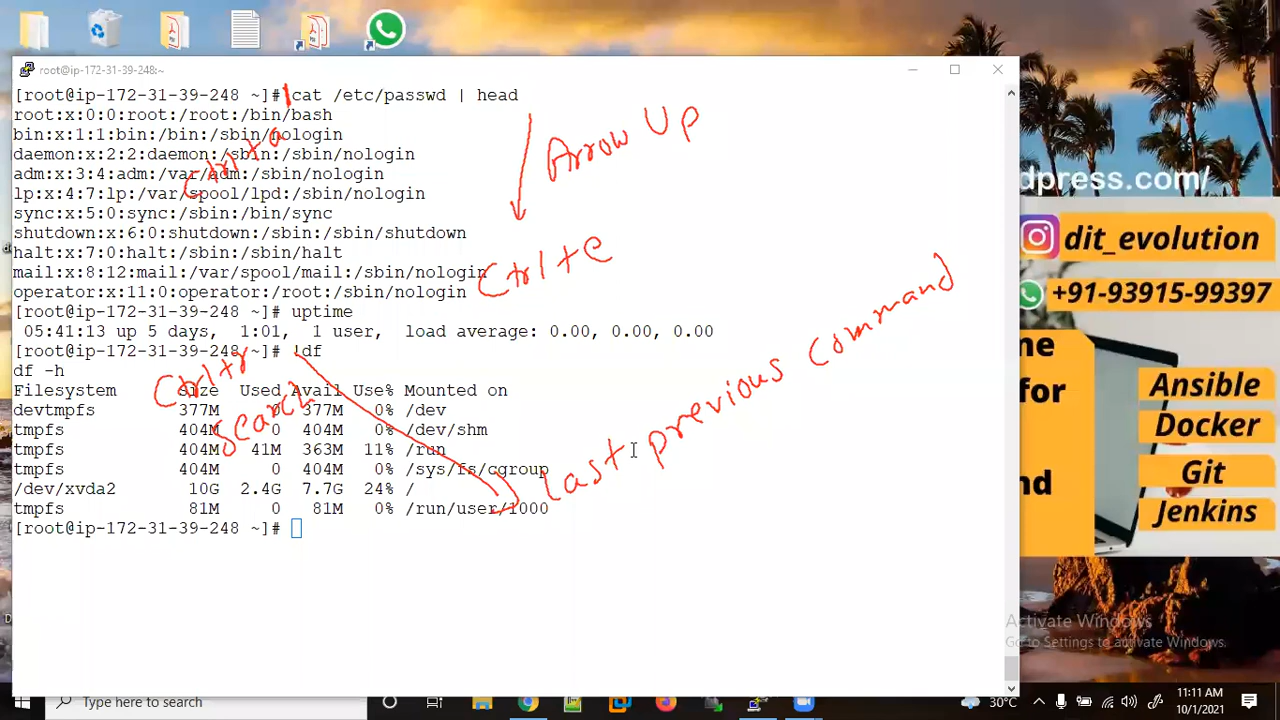 root@ip-172-31-39-248:~
[root@ip-172-31-39-248 ~]# cat /etc/passwd | head
root:x:0:0:root:/root:/bin/bash
bin:x:1:1:bin:/bin:/sbin/nologin
daemon:x:2:2:daemon:/sbin:/sbin/nologin
adm:x:3:4:adm:/var/adm:/sbin/nologin
lp:x:4:7:lp:/var/spool/lpd:/sbin/nologin
sync:x:5:0:sync:/sbin:/bin/sync
shutdown:x:6:0:shutdown:/sbin:/sbin/shutdown
halt:x:7:0:halt:/sbin:/sbin/halt
mail:x:8:12:mail:/var/spool/mail:/sbin/nologin
operator:x:11:0:operator:/root:/sbin/nologin
[root@ip-172-31-39-248 ~]# uptime
05:41:13 up 5 days, 1:01, 1 user, load average: 0.00, 0.00, 0.00
[root@ip-172-31-39-248 ~]# !df
df -h
Filesystem Size Used Avail Use% Mounted on
devtmpfs 377M 0 377M 0% /dev
tmpfs 404M 0 404M 0% /dev/shm
tmpfs 404M 41M 363M 11% /run
tmpfs 404M 0 404M 0% /sys/fs/cgroup
/dev/xvda2 10G 2.4G 7.7G 24% /
tmpfs 81M 0 81M 0% /run/user/1000
[root@ip-172-31-39-248 ~]#
Ctrl+a
Arrow Up
Ctrl+e
Ctrl+r
Search
Last previous command
dpress.com/
dit_evolution
+91-93915-99397
ne
for
nd
Ansible
Docker
Git
Jenkins
Activate Windows
Go to Settings to activate Windows.
Type here to search
30°C
11:11 AM
10/1/2021